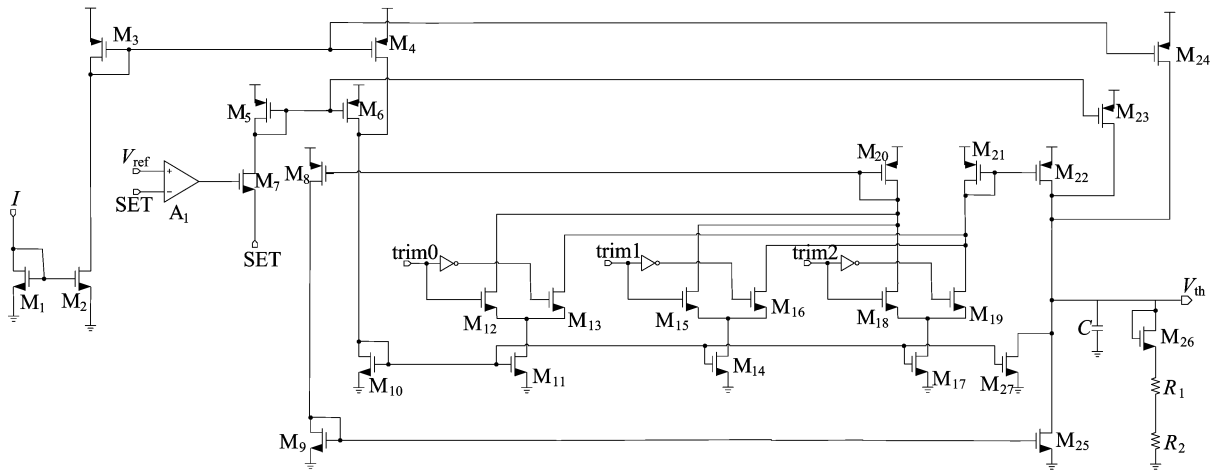 M3
M4
M24
M5
M6
M23
Vref
+
−
SET
A1
M7
SET
M8
M20
M21
M22
I
M1
M2
trim0
trim1
trim2
M12
M13
M15
M16
M18
M19
Vth
C
M26
M10
M11
M14
M17
M27
R1
M9
M25
R2